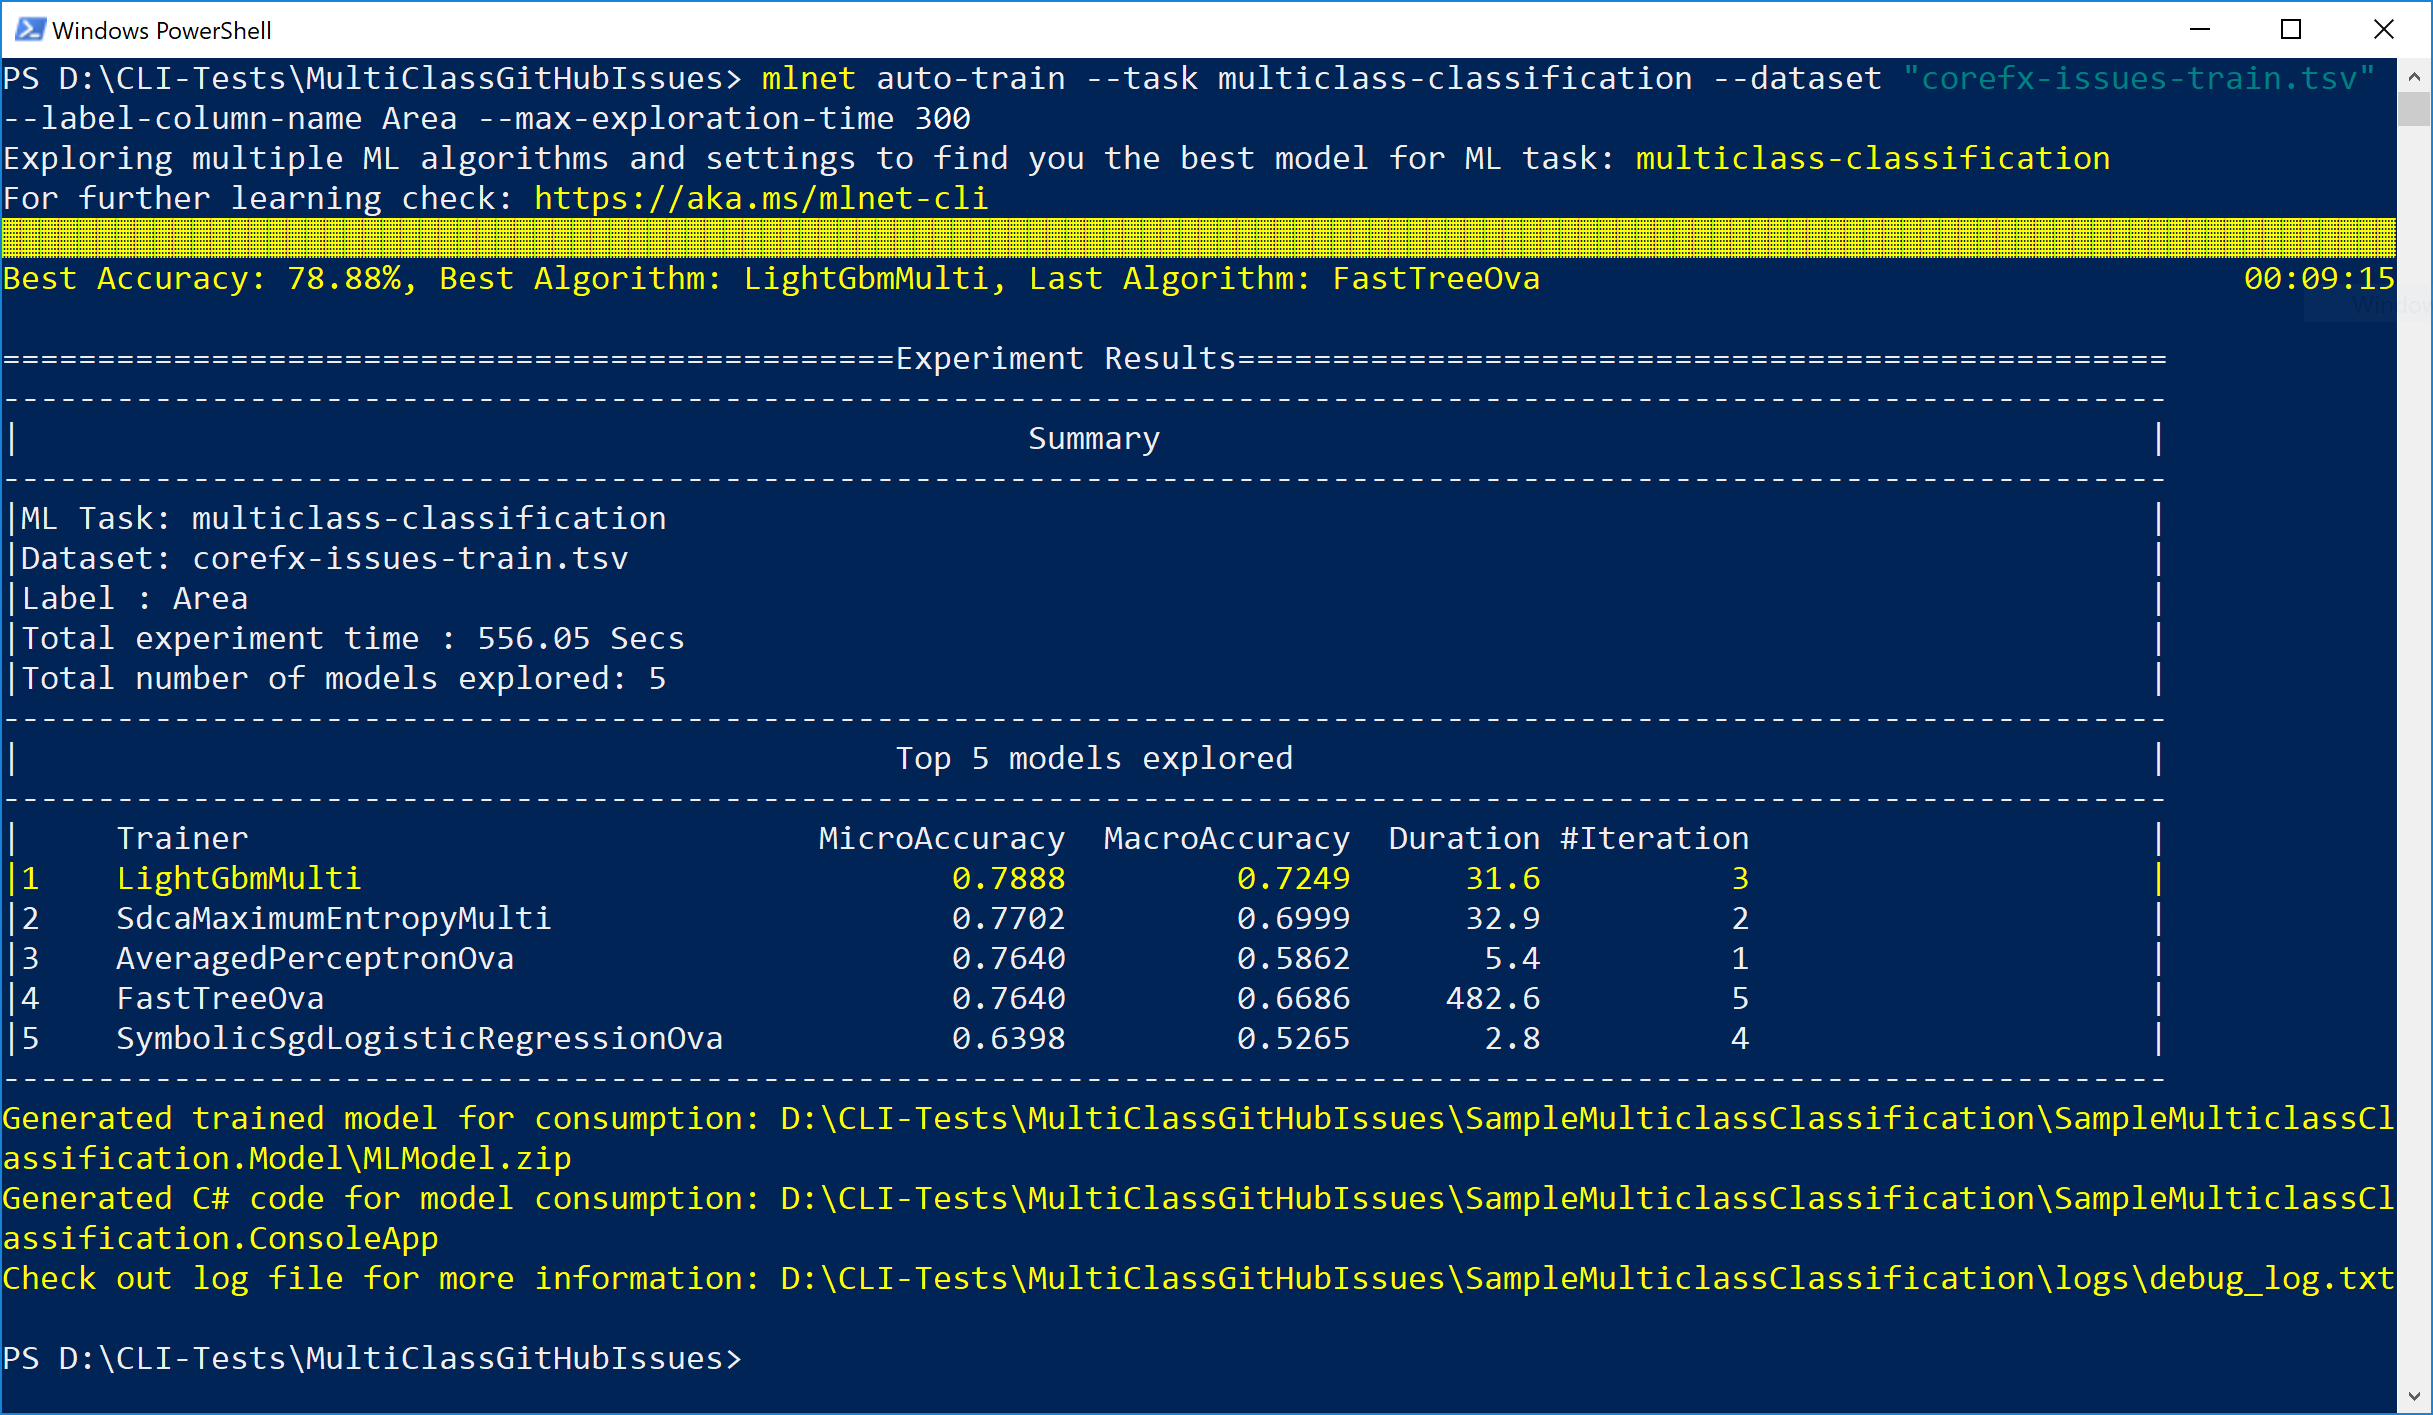 Windows PowerShell
PS D:\CLI-Tests\MultiClassGitHubIssues> mlnet auto-train --task multiclass-classification --dataset "corefx-issues-train.tsv"
--label-column-name Area --max-exploration-time 300
Exploring multiple ML algorithms and settings to find you the best model for ML task: multiclass-classification
For further learning check: https://aka.ms/mlnet-cli
Best Accuracy: 78.88%, Best Algorithm: LightGbmMulti, Last Algorithm: FastTreeOva 00:09:15
===============================================Experiment Results=================================================
------------------------------------------------------------------------------------------------------------------
| Summary |
------------------------------------------------------------------------------------------------------------------
|ML Task: multiclass-classification |
|Dataset: corefx-issues-train.tsv |
|Label : Area |
|Total experiment time : 556.05 Secs |
|Total number of models explored: 5 |
------------------------------------------------------------------------------------------------------------------
| Top 5 models explored |
------------------------------------------------------------------------------------------------------------------
| Trainer MicroAccuracy MacroAccuracy Duration #Iteration |
|1 LightGbmMulti 0.7888 0.7249 31.6 3 |
|2 SdcaMaximumEntropyMulti 0.7702 0.6999 32.9 2 |
|3 AveragedPerceptronOva 0.7640 0.5862 5.4 1 |
|4 FastTreeOva 0.7640 0.6686 482.6 5 |
|5 SymbolicSgdLogisticRegressionOva 0.6398 0.5265 2.8 4 |
------------------------------------------------------------------------------------------------------------------
Generated trained model for consumption: D:\CLI-Tests\MultiClassGitHubIssues\SampleMulticlassClassification\SampleMulticlassCl
assification.Model\MLModel.zip
Generated C# code for model consumption: D:\CLI-Tests\MultiClassGitHubIssues\SampleMulticlassClassification\SampleMulticlassCl
assification.ConsoleApp
Check out log file for more information: D:\CLI-Tests\MultiClassGitHubIssues\SampleMulticlassClassification\logs\debug_log.txt
PS D:\CLI-Tests\MultiClassGitHubIssues>